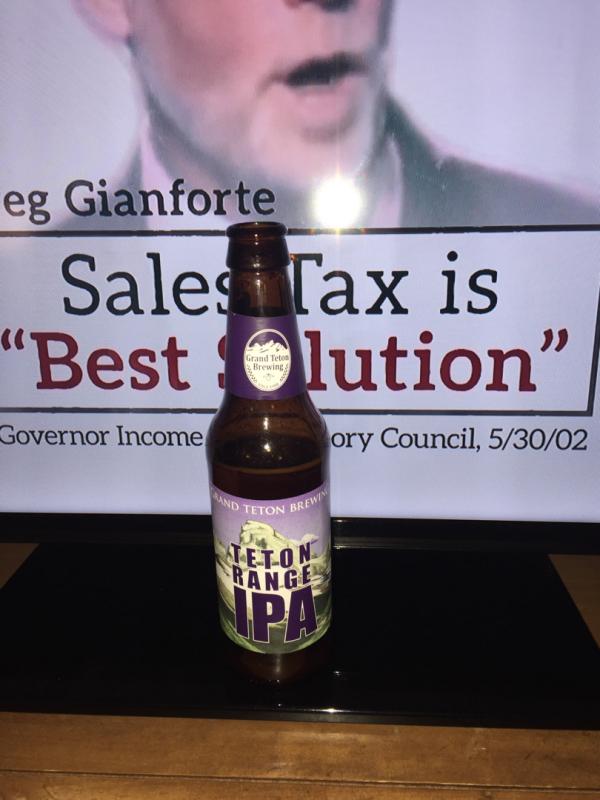 eg Gianforte
Sales Tax is
“Best S lution”
Governor Income
ory Council, 5/30/02
Grand Teton
Brewing
GRAND TETON BREWING
TETON
RANGE
IPA